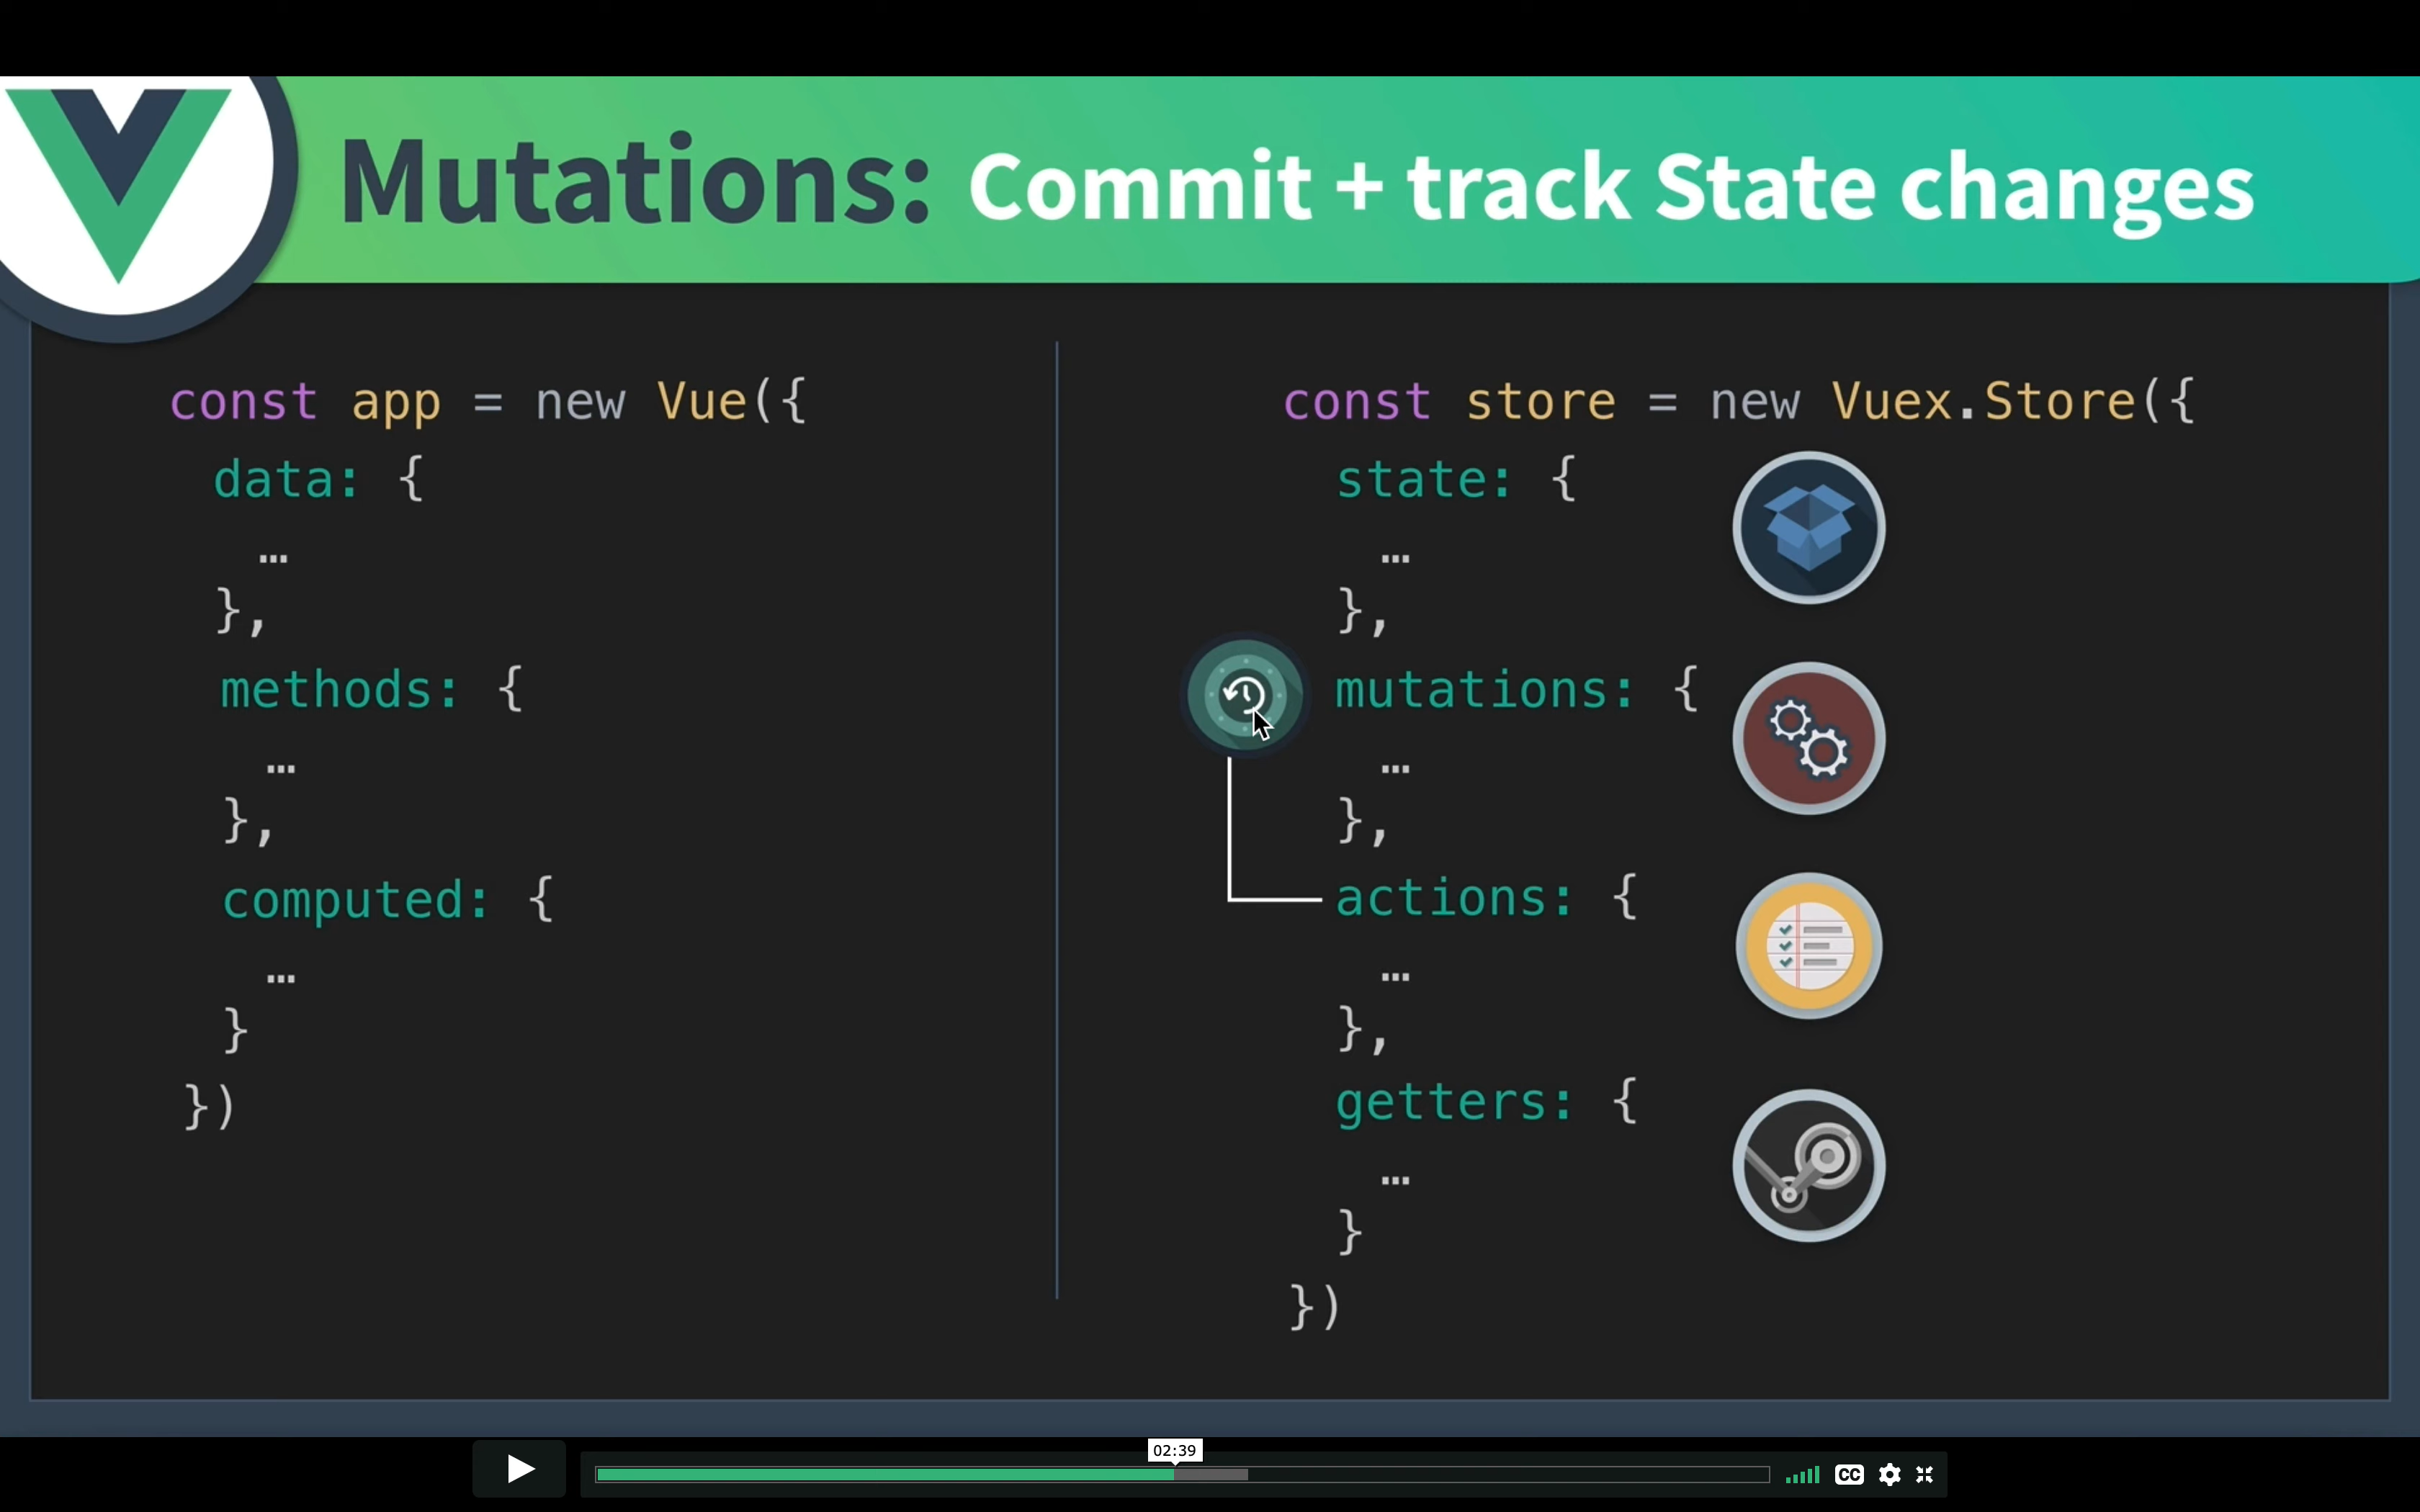 Mutations: Commit + track State changes
const app = new Vue({
data: {
…
},
methods: {
…
},
computed: {
…
}
})
const store = new Vuex.Store({
state: {
…
},
mutations: {
…
},
actions: {
…
},
getters: {
…
}
})
02:39
CC